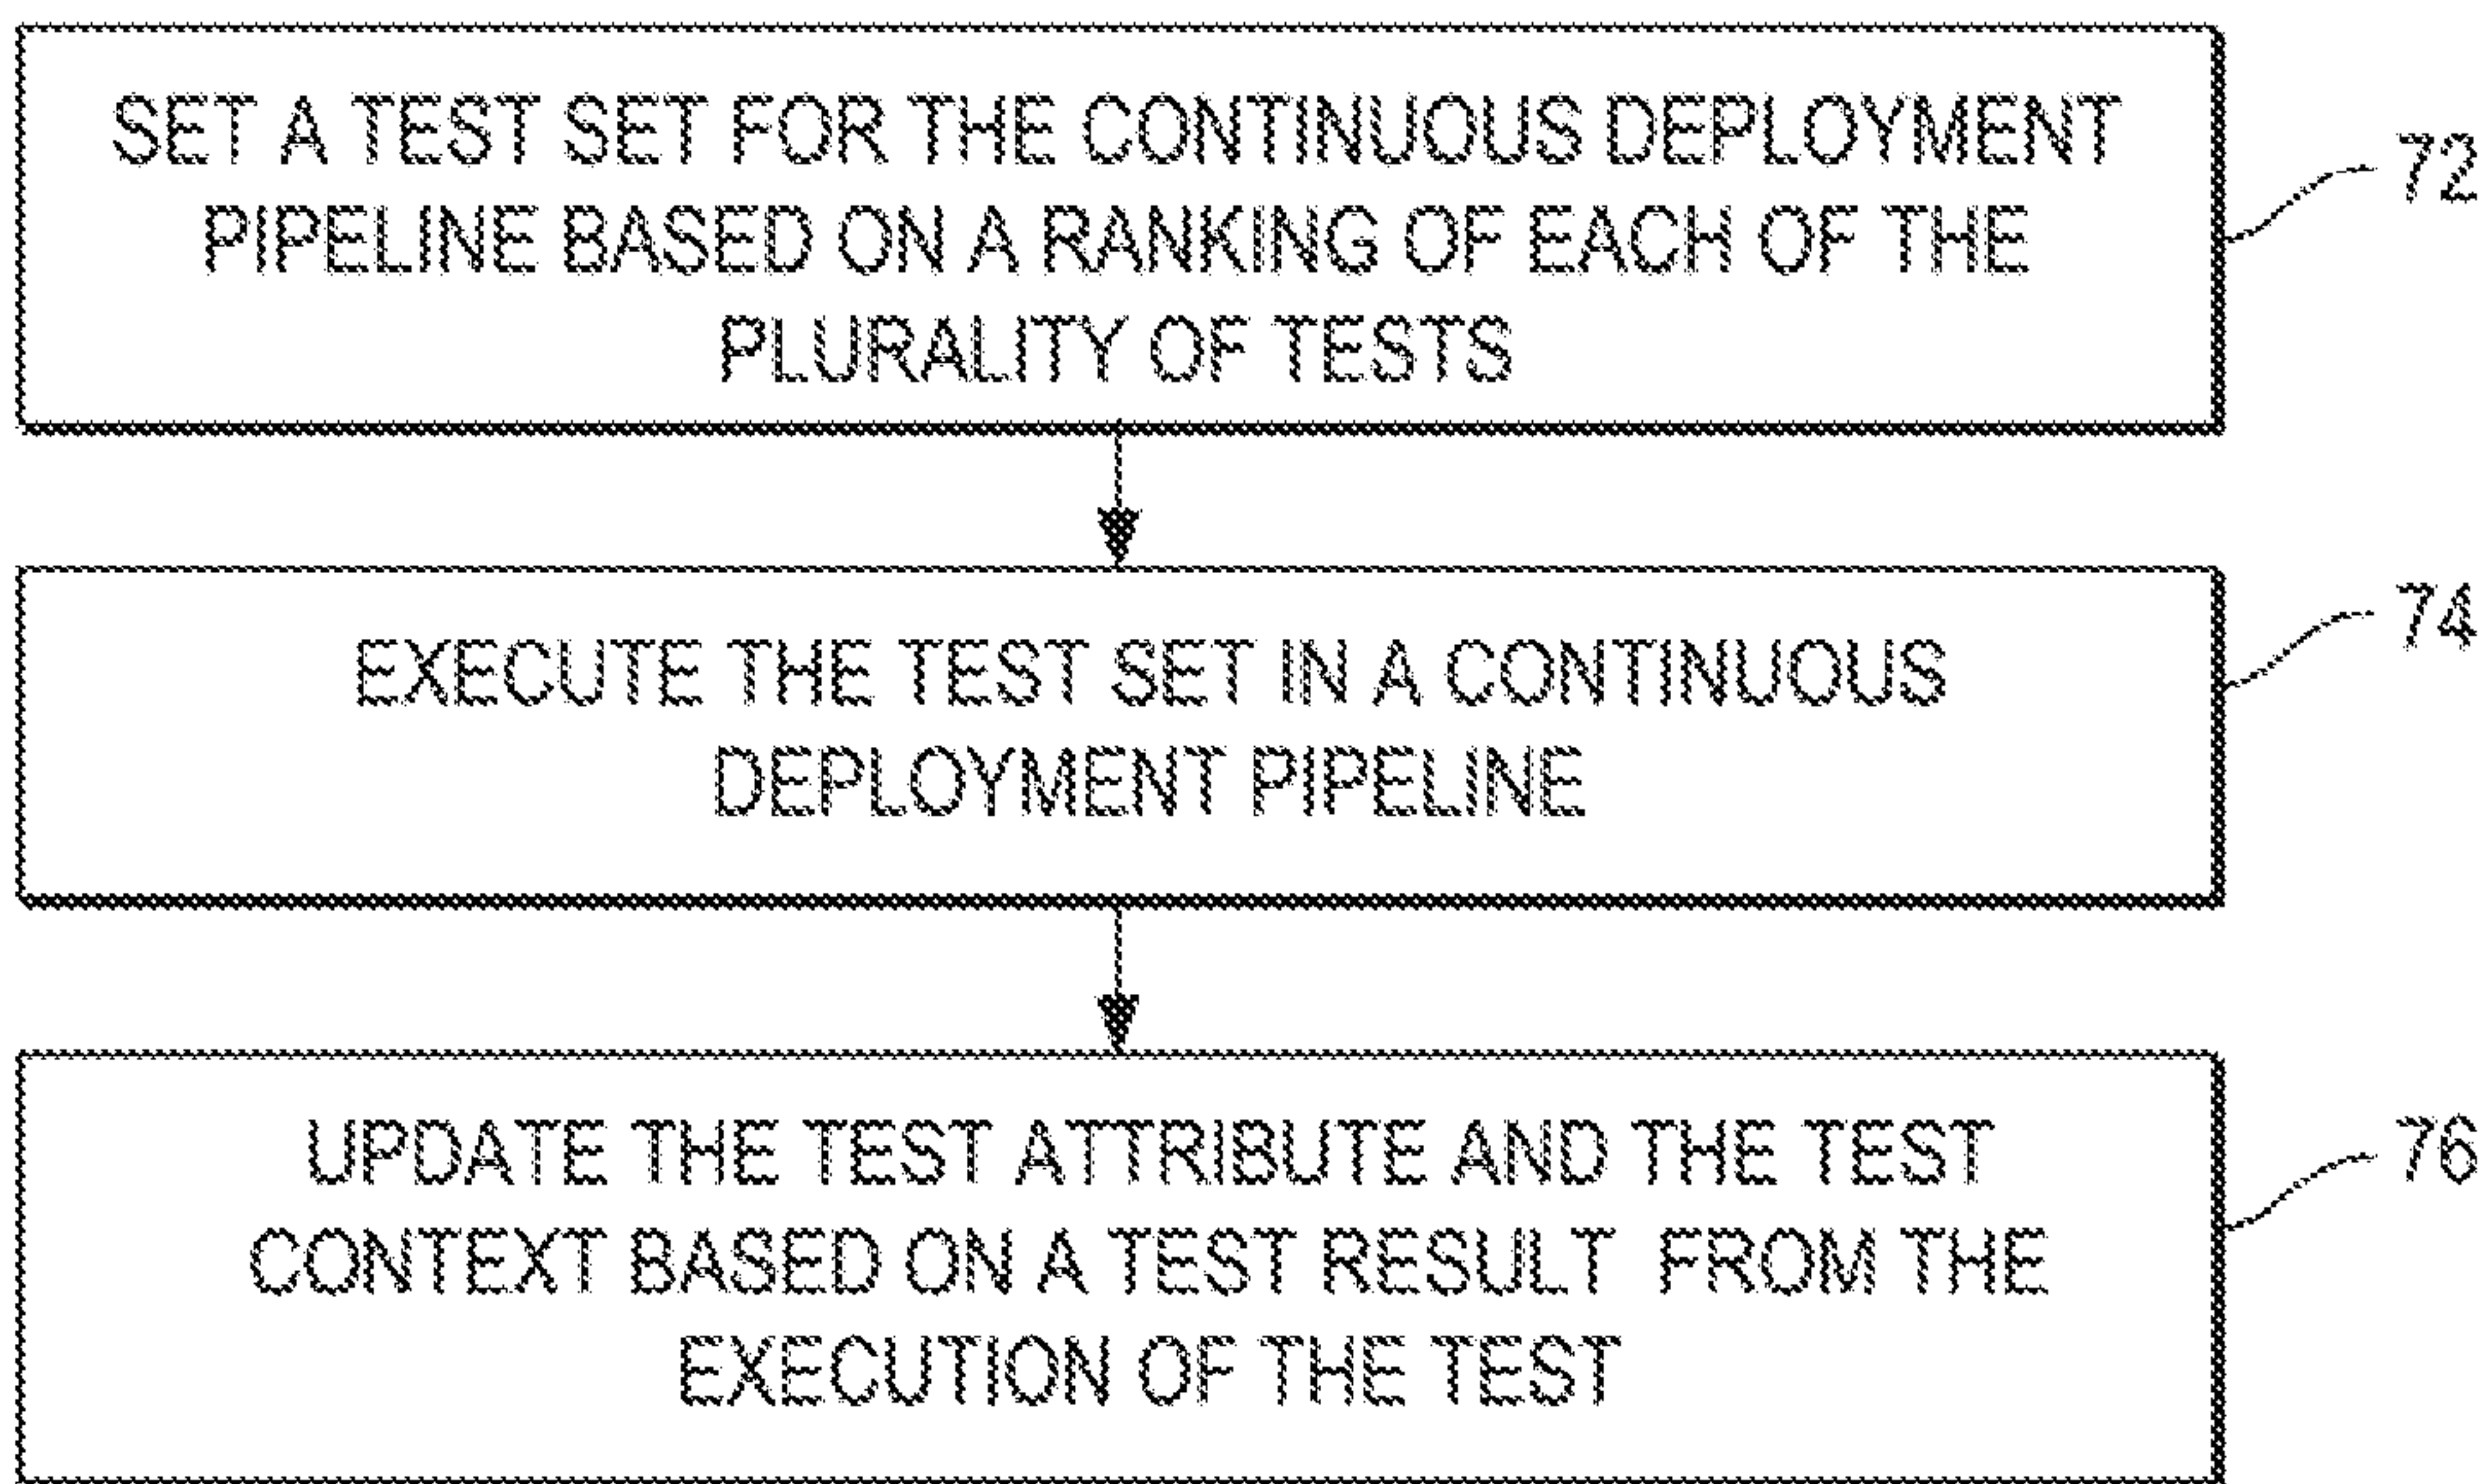 SET A TEST SET FOR THE CONTINUOUS DEPLOYMENT
PIPELINE BASED ON A RANKING OF EACH OF THE
PLURALITY OF TESTS
72
EXECUTE THE TEST SET IN A CONTINUOUS
DEPLOYMENT PIPELINE
74
UPDATE THE TEST ATTRIBUTE AND THE TEST
CONTEXT BASED ON A TEST RESULT FROM THE
EXECUTION OF THE TEST
76